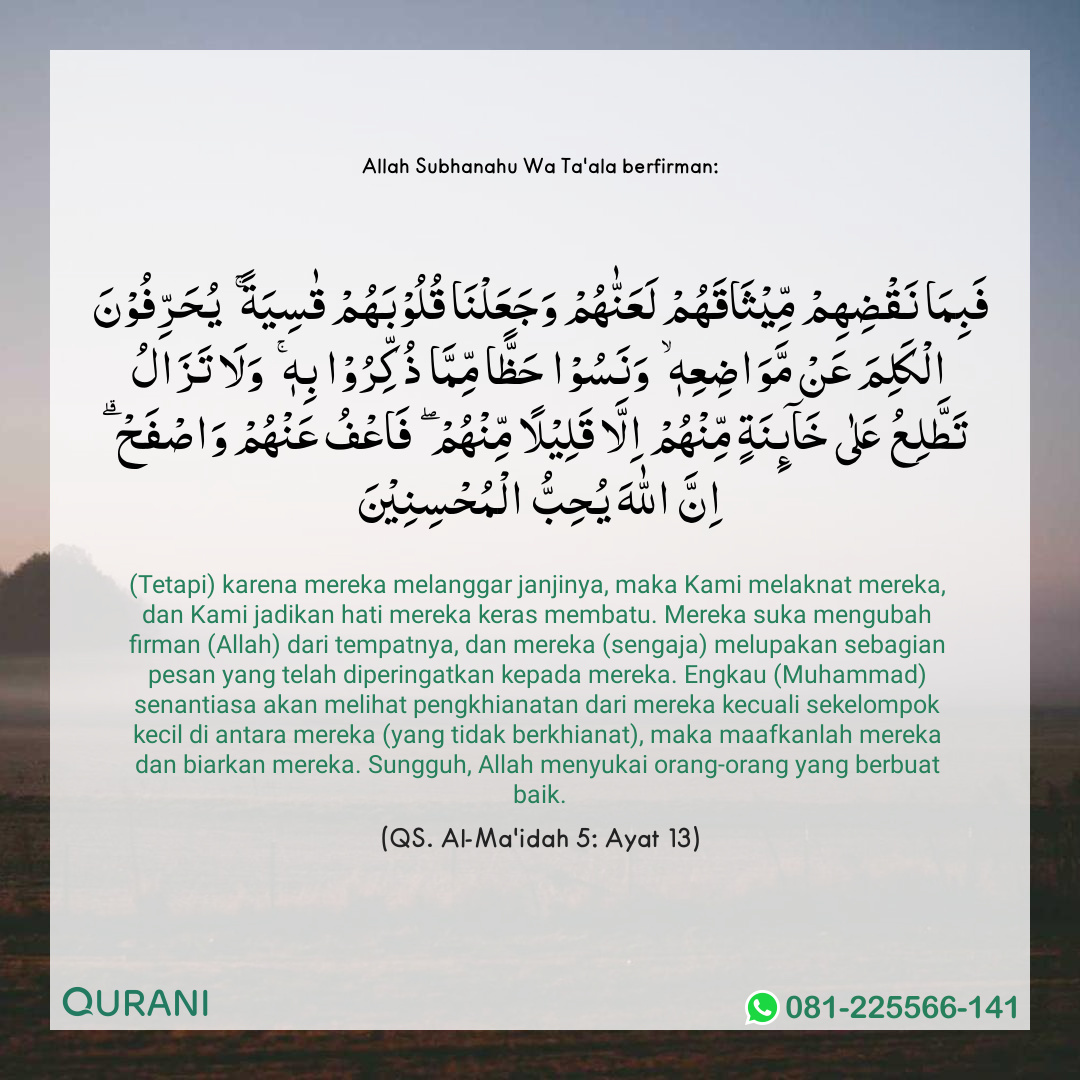 Allah Subhanahu Wa Ta'ala berfirman:
فَبِمَا نَقْضِهِمْ مِّيْثَاقَهُمْ لَعَنّٰهُمْ وَجَعَلْنَا قُلُوْبَهُمْ قٰسِيَةً ۚ يُحَرِّفُوْنَ
الْكَلِمَ عَنْ مَّوَاضِعِهٖ ۙ وَنَسُوْا حَظًّا مِّمَّا ذُكِّرُوْا بِهٖ ۚ وَلَا تَزَالُ
تَطَّلِعُ عَلٰى خَآئِنَةٍ مِّنْهُمْ اِلَّا قَلِيْلًا مِّنْهُمْ ۖ فَاعْفُ عَنْهُمْ وَاصْفَحْ ۗ
اِنَّ اللّٰهَ يُحِبُّ الْمُحْسِنِيْنَ
(Tetapi) karena mereka melanggar janjinya, maka Kami melaknat mereka,
dan Kami jadikan hati mereka keras membatu. Mereka suka mengubah
firman (Allah) dari tempatnya, dan mereka (sengaja) melupakan sebagian
pesan yang telah diperingatkan kepada mereka. Engkau (Muhammad)
senantiasa akan melihat pengkhianatan dari mereka kecuali sekelompok
kecil di antara mereka (yang tidak berkhianat), maka maafkanlah mereka
dan biarkan mereka. Sungguh, Allah menyukai orang-orang yang berbuat
baik.
(QS. Al-Ma'idah 5: Ayat 13)
QURANI
081-225566-141